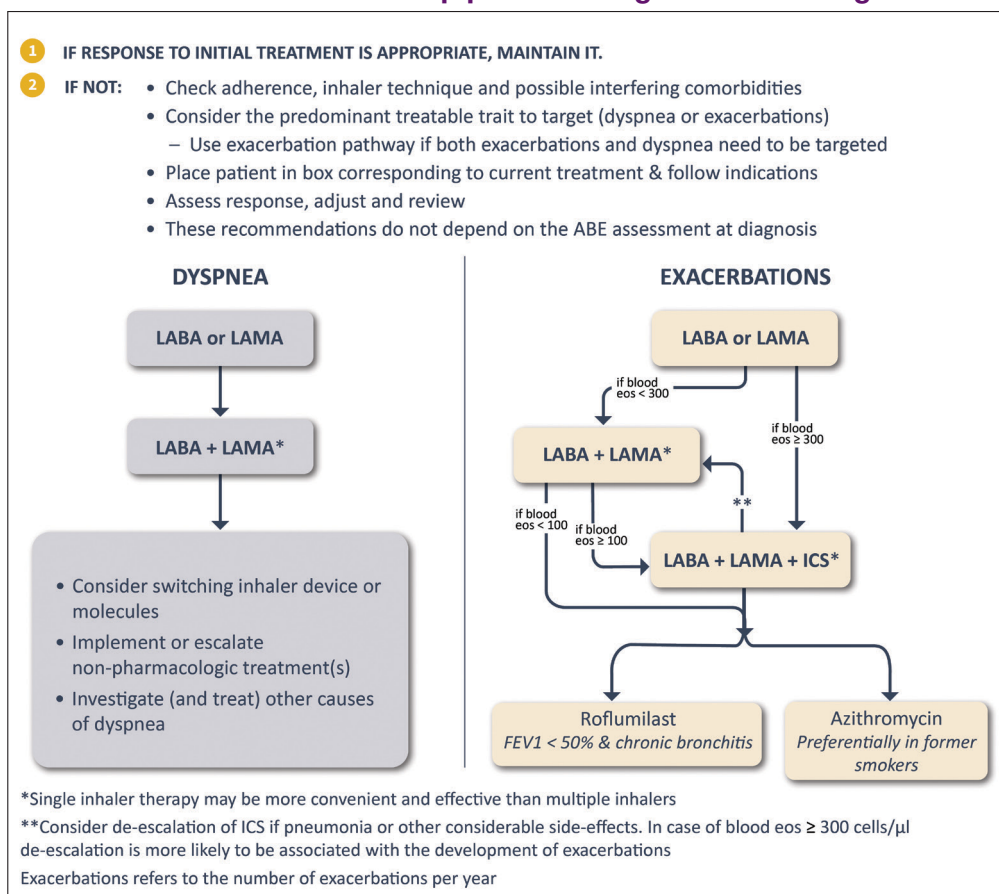 1 IF RESPONSE TO INITIAL TREATMENT IS APPROPRIATE, MAINTAIN IT.
2 IF NOT: • Check adherence, inhaler technique and possible interfering comorbidities
• Consider the predominant treatable trait to target (dyspnea or exacerbations)
– Use exacerbation pathway if both exacerbations and dyspnea need to be targeted
• Place patient in box corresponding to current treatment & follow indications
• Assess response, adjust and review
• These recommendations do not depend on the ABE assessment at diagnosis
DYSPNEA
LABA or LAMA
LABA + LAMA*
• Consider switching inhaler device or
molecules
• Implement or escalate
non-pharmacologic treatment(s)
• Investigate (and treat) other causes
of dyspnea
EXACERBATIONS
LABA or LAMA
if blood
eos < 300
if blood
eos ≥ 300
LABA + LAMA*
**
if blood
eos < 100
if blood
eos ≥ 100
LABA + LAMA + ICS*
Roflumilast
FEV1 < 50% & chronic bronchitis
Azithromycin
Preferentially in former
smokers
*Single inhaler therapy may be more convenient and effective than multiple inhalers
**Consider de-escalation of ICS if pneumonia or other considerable side-effects. In case of blood eos ≥ 300 cells/µl
de-escalation is more likely to be associated with the development of exacerbations
Exacerbations refers to the number of exacerbations per year